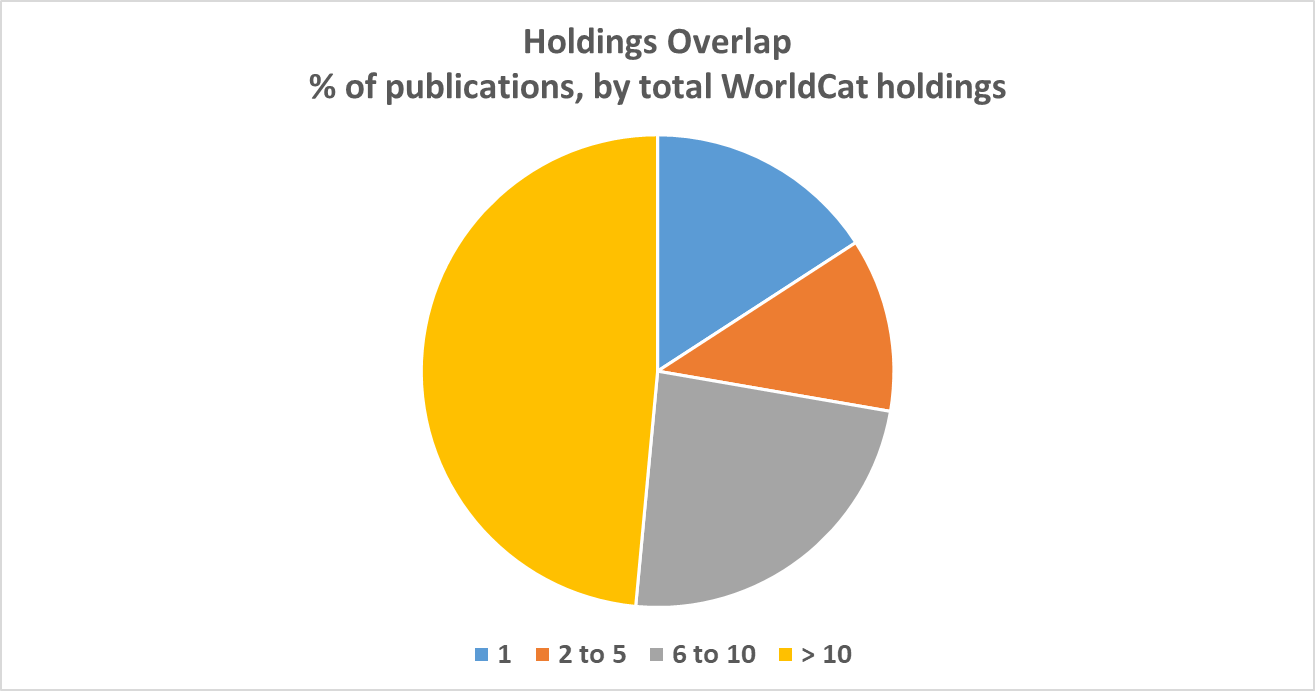 Holdings Overlap
% of publications, by total WorldCat holdings
1 2 to 5 6 to 10 > 10